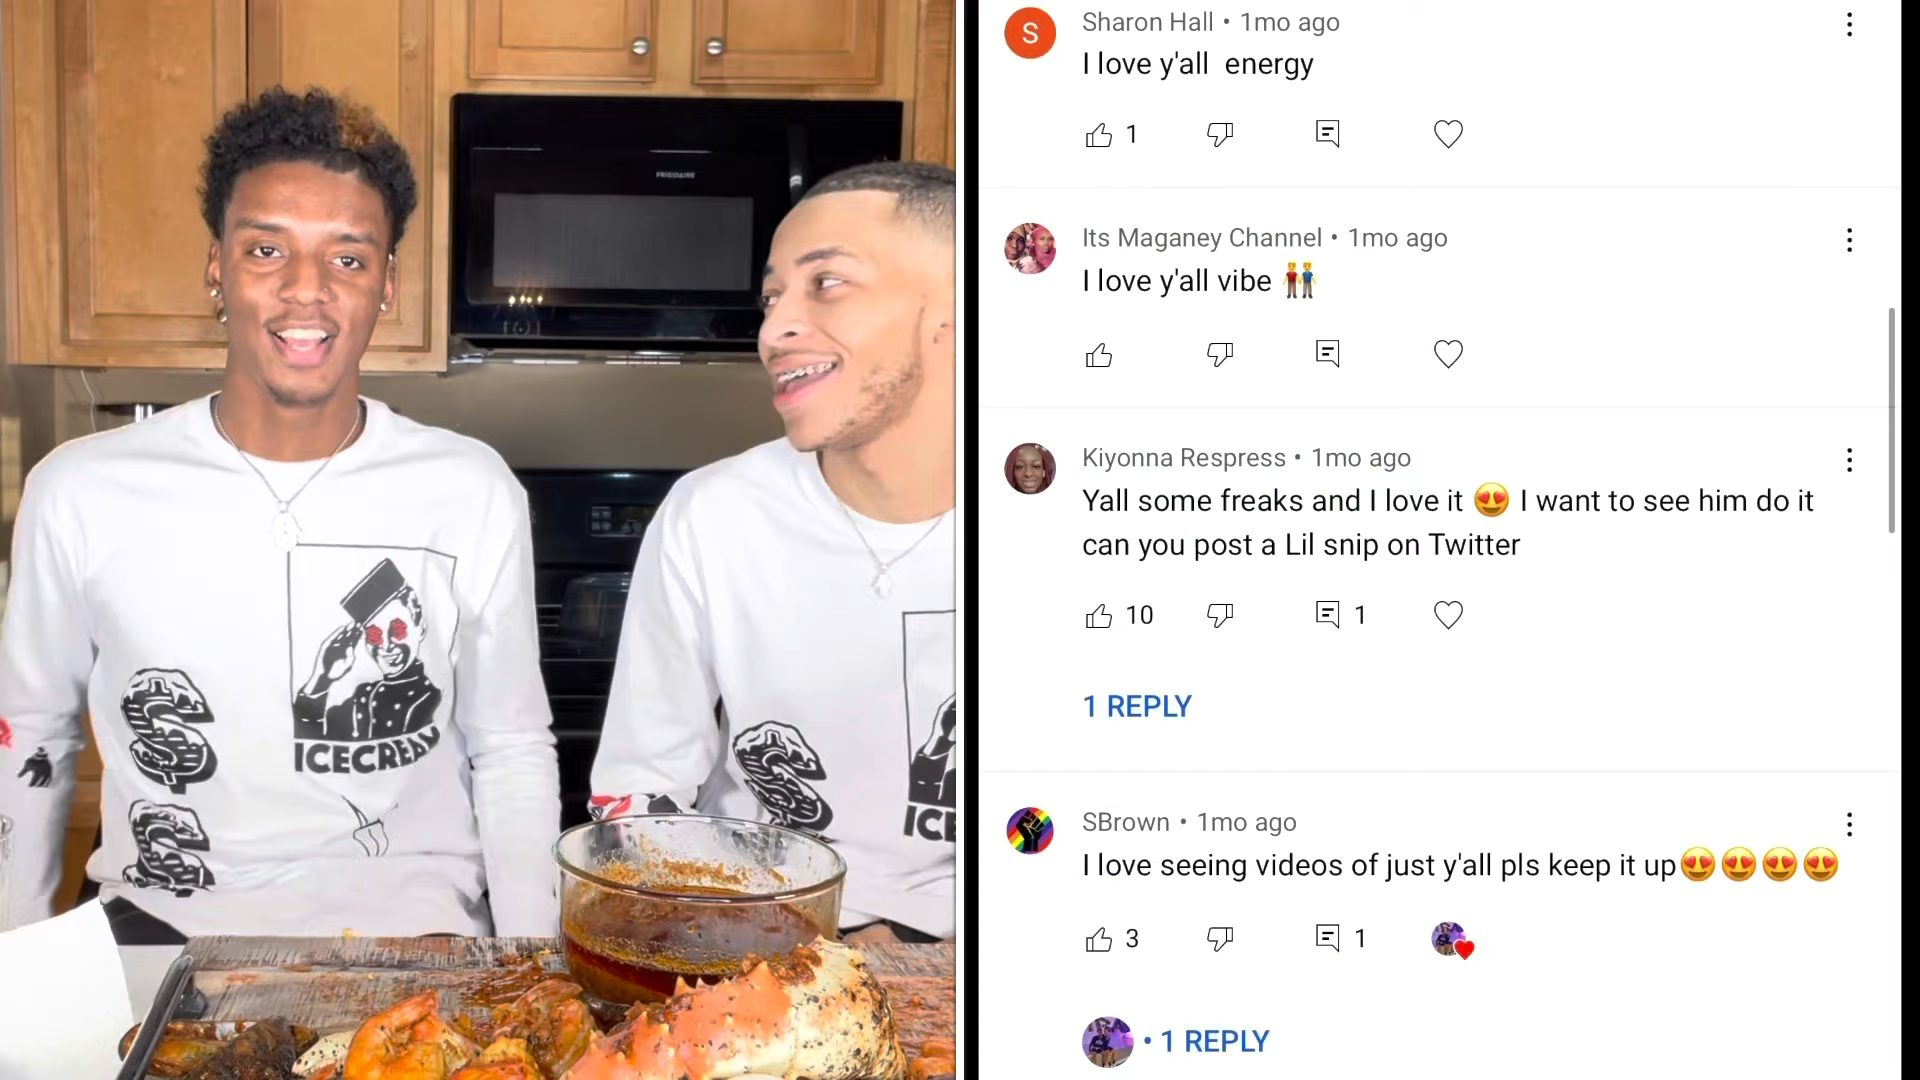 FRIGIDAIRE
$
ICECREAM
$
$
ICE
S
Sharon Hall • 1mo ago
I love y'all energy
1
Its Maganey Channel • 1mo ago
I love y'all vibe 👬
Kiyonna Respress • 1mo ago
Yall some freaks and I love it 😍 I want to see him do it
can you post a Lil snip on Twitter
10 1
1 REPLY
SBrown • 1mo ago
I love seeing videos of just y'all pls keep it up😍😍😍😍
3 1
• 1 REPLY